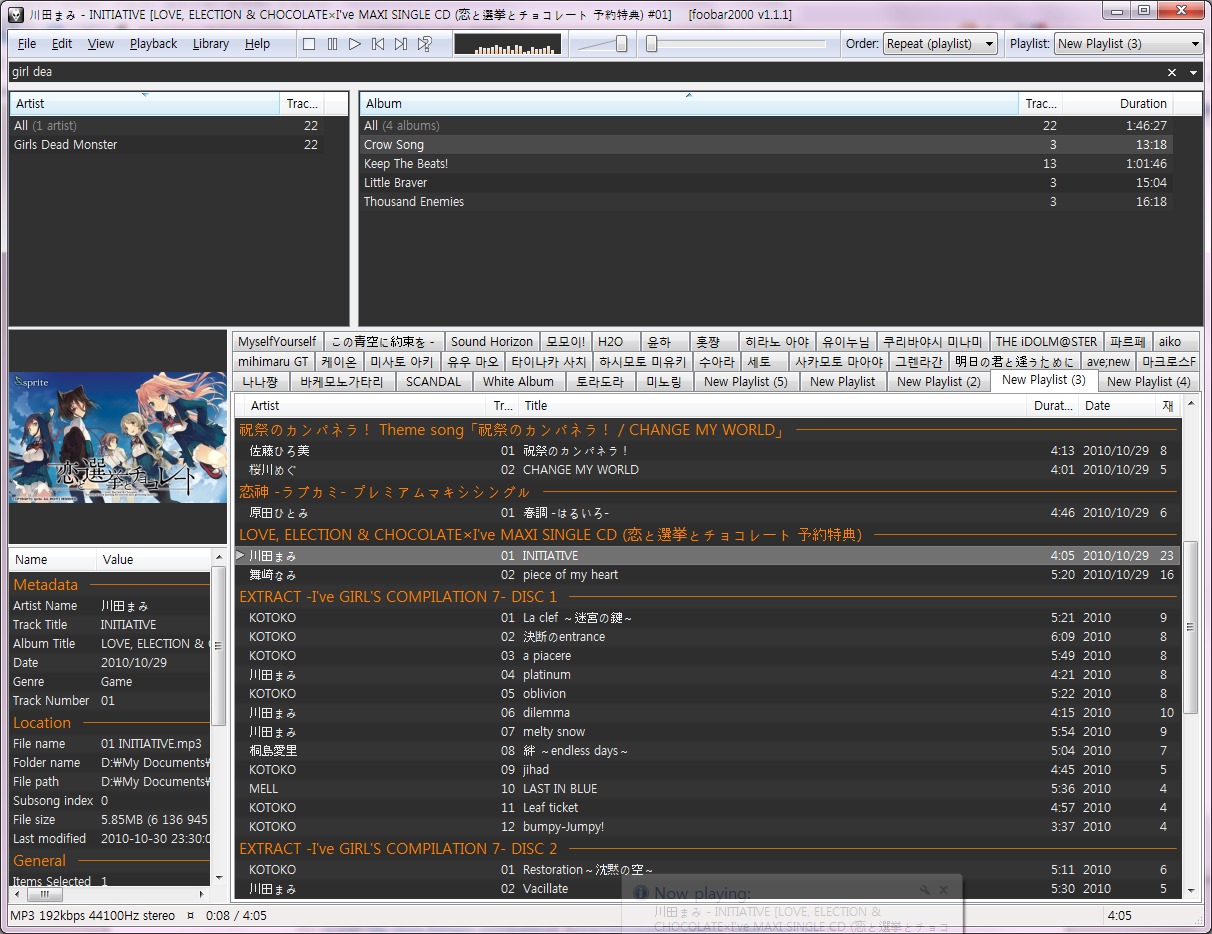 川田まみ - INITIATIVE [LOVE, ELECTION & CHOCOLATE×I've MAXI SINGLE CD (恋と選挙とチョコレート 予約特典) #01] [foobar2000 v1.1.1]
File Edit View Playback Library Help Order: Repeat (playlist) Playlist: New Playlist (3)
girl dea
Artist Trac... Album Trac... Duration
All (1 artist) 22 All (4 albums) 22 1:46:27
Girls Dead Monster 22 Crow Song 3 13:18
Keep The Beats! 13 1:01:46
Little Braver 3 15:04
Thousand Enemies 3 16:18
MyselfYourself この青空に約束を - Sound Horizon 모모이! H2O 윤하 홋쨩 히라노 아야 유이누님 쿠리바야시 미나미 THE iDOLM@STER 파르페 aiko
mihimaru GT 케이온 미사토 아키 유우 마오 타이나카 사치 하시모토 미유키 수아라 세토 사카모토 마아야 그렌라간 明日の君と逢うために ave;new 마크로스F
나나쨩 바케모노가타리 SCANDAL White Album 토라도라 미노링 New Playlist (5) New Playlist New Playlist (2) New Playlist (3) New Playlist (4)
sprite
恋と選挙とチョコレート
Artist Tr... Title Durat... Date 재
祝祭のカンパネラ！ Theme song「祝祭のカンパネラ！ / CHANGE MY WORLD」
佐藤ひろ美 01 祝祭のカンパネラ！ 4:13 2010/10/29 8
桜川めぐ 02 CHANGE MY WORLD 4:01 2010/10/29 5
恋神 -ラブカミ- プレミアムマキシシングル
原田ひとみ 01 春調 -はるいろ- 4:46 2010/10/29 6
LOVE, ELECTION & CHOCOLATE×I've MAXI SINGLE CD (恋と選挙とチョコレート 予約特典)
川田まみ 01 INITIATIVE 4:05 2010/10/29 23
舞崎なみ 02 piece of my heart 5:20 2010/10/29 16
EXTRACT -I've GIRL'S COMPILATION 7- DISC 1
KOTOKO 01 La clef ～迷宮の鍵～ 5:21 2010 9
KOTOKO 02 決断のentrance 6:09 2010 8
KOTOKO 03 a piacere 5:49 2010 8
川田まみ 04 platinum 4:21 2010 8
KOTOKO 05 oblivion 5:22 2010 8
川田まみ 06 dilemma 4:15 2010 10
川田まみ 07 melty snow 5:54 2010 9
桐島愛里 08 絆 ～endless days～ 5:04 2010 7
KOTOKO 09 jihad 4:45 2010 5
MELL 10 LAST IN BLUE 5:36 2010 4
KOTOKO 11 Leaf ticket 4:57 2010 4
KOTOKO 12 bumpy-Jumpy! 3:37 2010 4
EXTRACT -I've GIRL'S COMPILATION 7- DISC 2
KOTOKO 01 Restoration～沈黙の空～ 5:11 2010 6
川田まみ 02 Vacillate 5:30 2010 5
Name Value
Metadata
Artist Name 川田まみ
Track Title INITIATIVE
Album Title LOVE, ELECTION &
Date 2010/10/29
Genre Game
Track Number 01
Location
File name 01 INITIATIVE.mp3
Folder name D:₩My Documents₩
File path D:₩My Documents₩
Subsong index 0
File size 5.85MB (6 136 945
Last modified 2010-10-30 23:30:0
General
Items Selected 1
Now playing:
川田まみ - INITIATIVE [LOVE, ELECTION &
CHOCOLATE×I've MAXI SINGLE CD (恋と選挙とチョコ
MP3 192kbps 44100Hz stereo ¤ 0:08 / 4:05 4:05